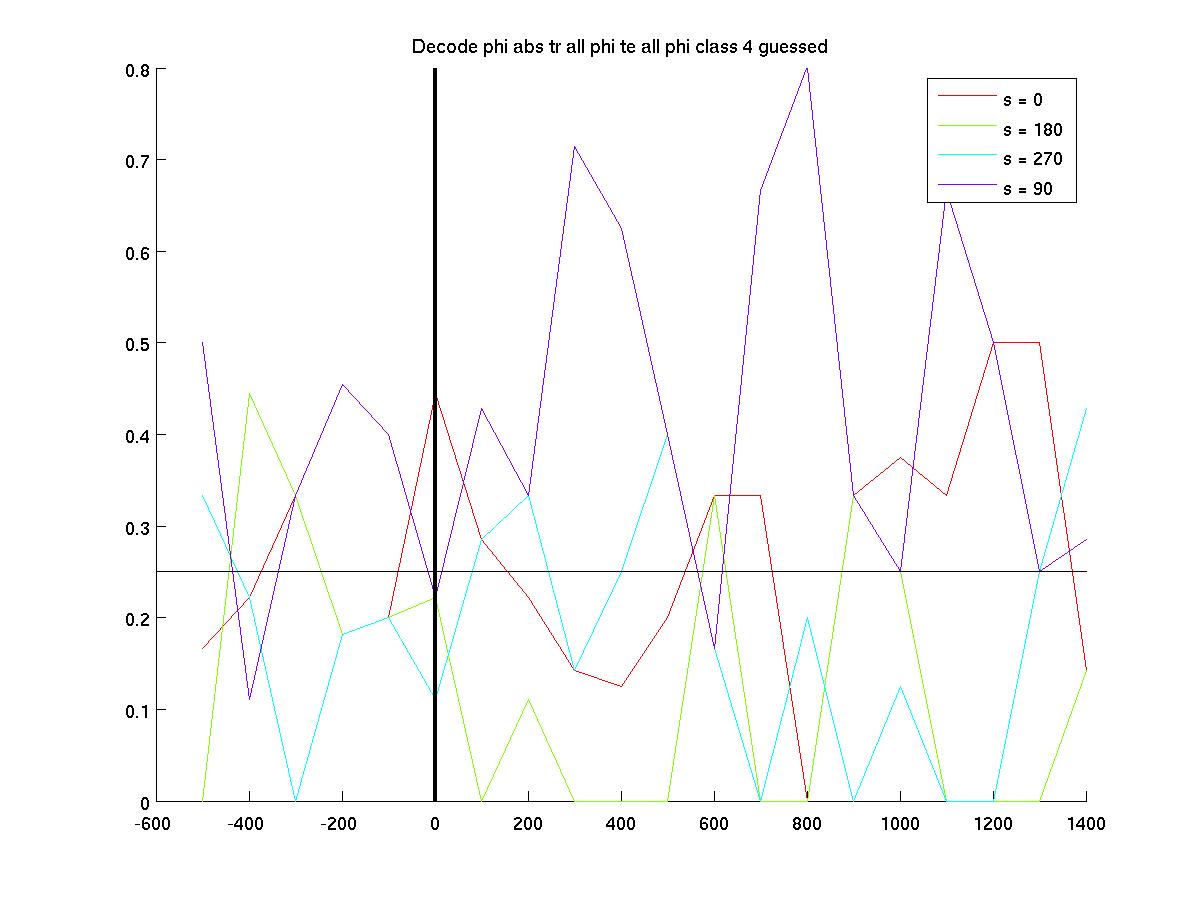 Decode phi abs tr all phi te all phi class 4 guessed
0.8
0.7
0.6
0.5
0.4
0.3
0.2
0.1
0
s = 0
s = 180
s = 270
s = 90
-600 -400 -200 0 200 400 600 800 1000 1200 1400